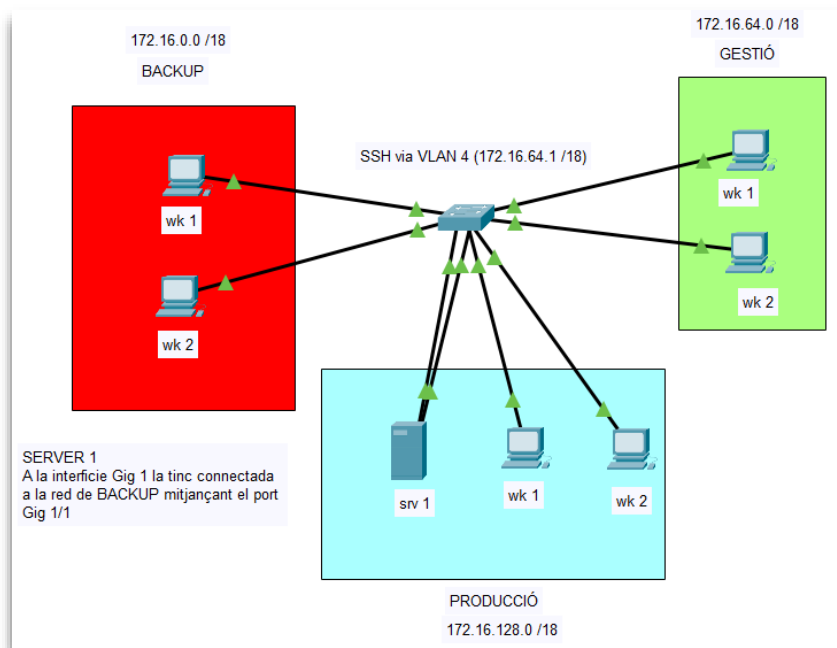 172.16.0.0 /18
BACKUP
172.16.64.0 /18
GESTIÓ
SSH via VLAN 4 (172.16.64.1 /18)
wk 1
wk 2
wk 1
wk 2
SERVER 1
A la interficie Gig 1 la tinc connectada
a la red de BACKUP mitjançant el port
Gig 1/1
srv 1
wk 1
wk 2
PRODUCCIÓ
172.16.128.0 /18